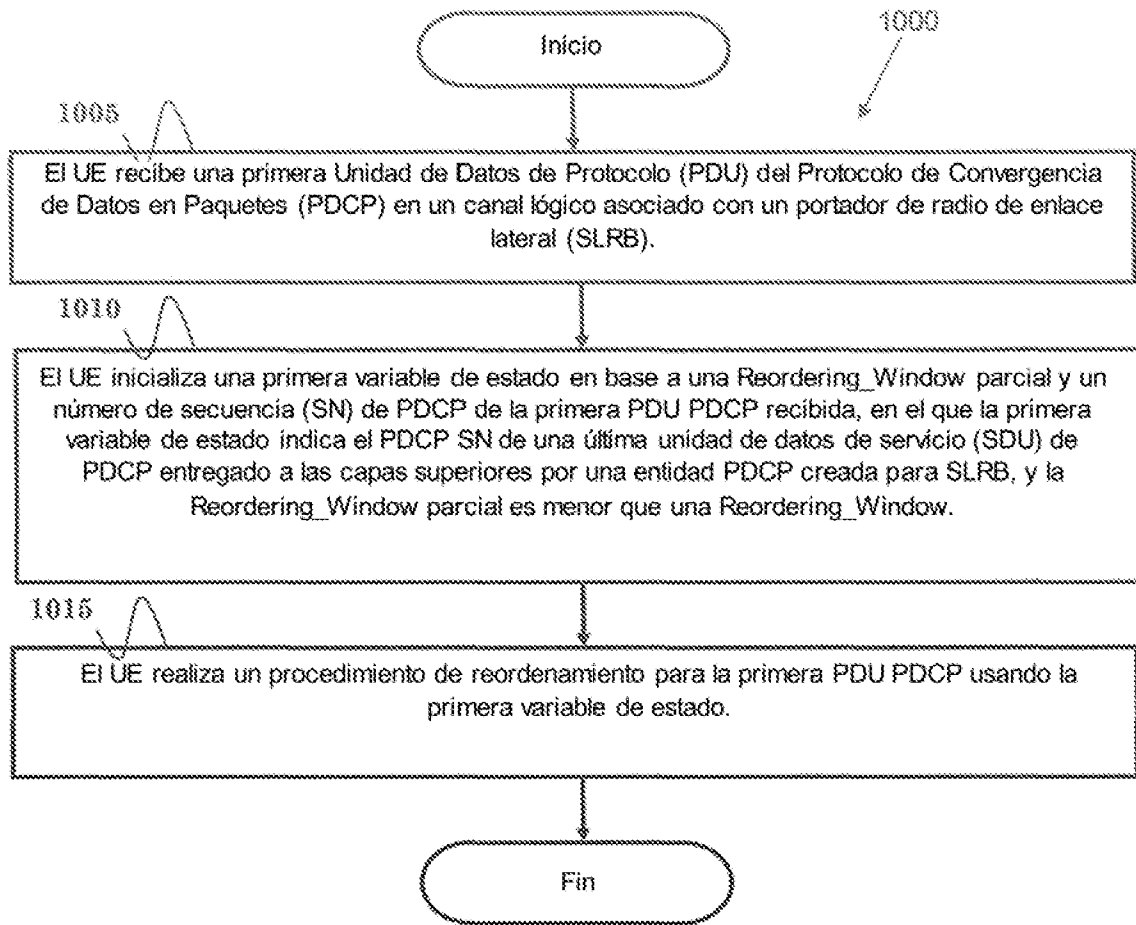 Início
1000
1005
El UE recibe una primera Unidad de Datos de Protocolo (PDU) del Protocolo de Convergencia
de Datos en Paquetes (PDCP) en un canal lógico asociado con un portador de radio de enlace
lateral (SLRB).
1010
El UE inicializa una primera variable de estado en base a una Reordering_Window parcial y un
número de secuencia (SN) de PDCP de la primera PDU PDCP recibida, en el que la primera
variable de estado indica el PDCP SN de una última unidad de datos de servicio (SDU) de
PDCP entregado a las capas superiores por una entidad PDCP creada para SLRB, y la
Reordering_Window parcial es menor que una Reordering_Window.
1015
El UE realiza un procedimiento de reordenamiento para la primera PDU PDCP usando la
primera variable de estado.
Fin